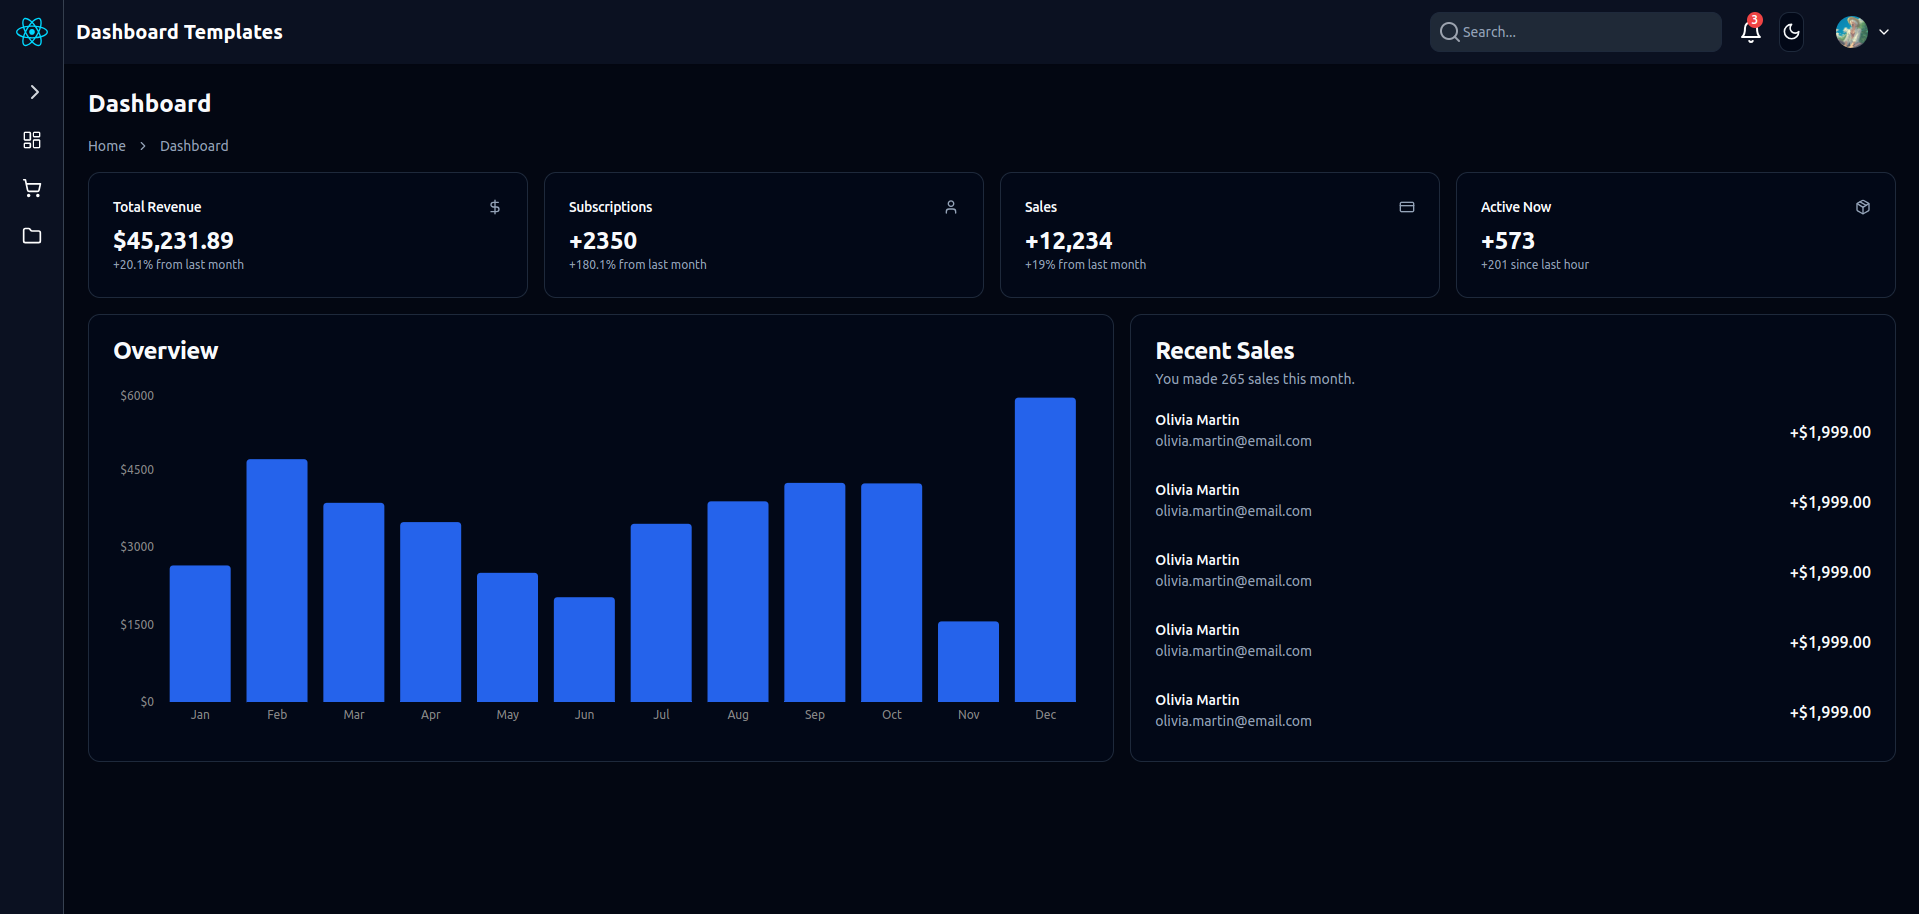 Dashboard Templates
Search...
3
Dashboard
Home
Dashboard
Total Revenue
$45,231.89
+20.1% from last month
Subscriptions
+2350
+180.1% from last month
Sales
+12,234
+19% from last month
Active Now
+573
+201 since last hour
Overview
$6000
$4500
$3000
$1500
$0
Jan Feb Mar Apr May Jun Jul Aug Sep Oct Nov Dec
Recent Sales
You made 265 sales this month.
Olivia Martin
olivia.martin@email.com
+$1,999.00
Olivia Martin
olivia.martin@email.com
+$1,999.00
Olivia Martin
olivia.martin@email.com
+$1,999.00
Olivia Martin
olivia.martin@email.com
+$1,999.00
Olivia Martin
olivia.martin@email.com
+$1,999.00